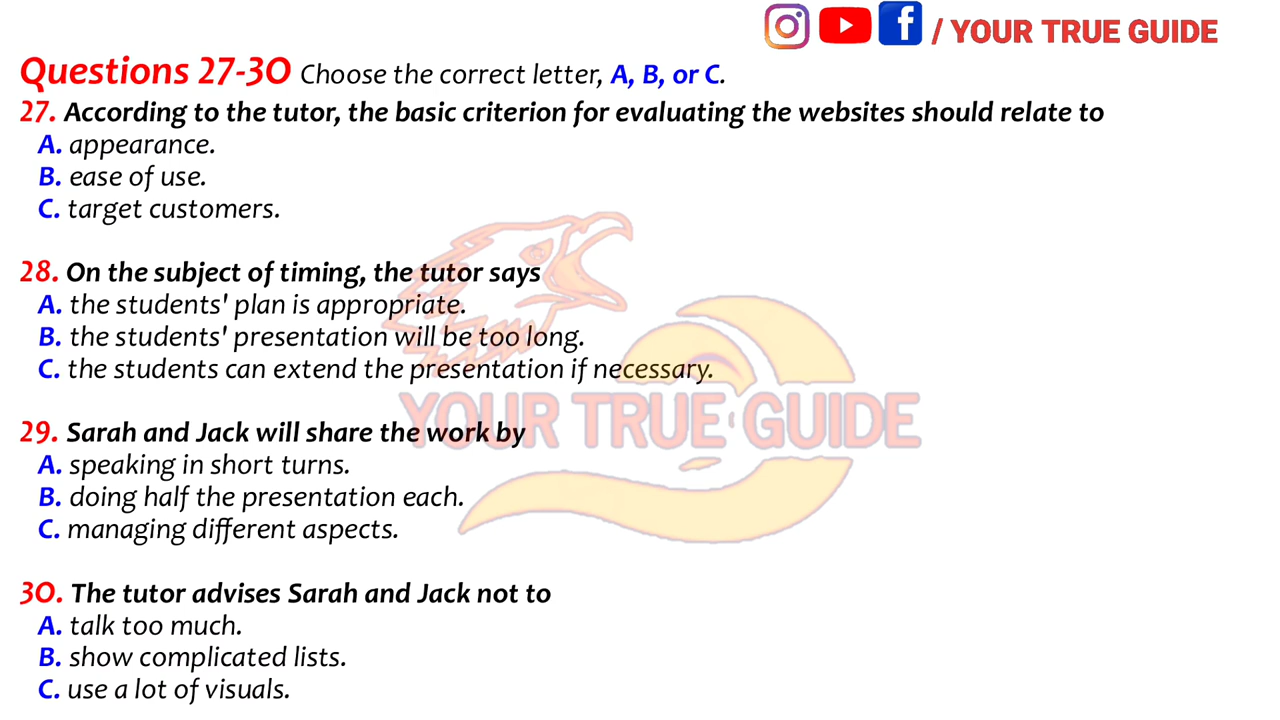 / YOUR TRUE GUIDE
Questions 27-30 Choose the correct letter, A, B, or C.
27. According to the tutor, the basic criterion for evaluating the websites should relate to
A. appearance.
B. ease of use.
C. target customers.
28. On the subject of timing, the tutor says
A. the students' plan is appropriate.
B. the students' presentation will be too long.
C. the students can extend the presentation if necessary.
YOUR TRUE GUIDE
29. Sarah and Jack will share the work by
A. speaking in short turns.
B. doing half the presentation each.
C. managing different aspects.
30. The tutor advises Sarah and Jack not to
A. talk too much.
B. show complicated lists.
C. use a lot of visuals.